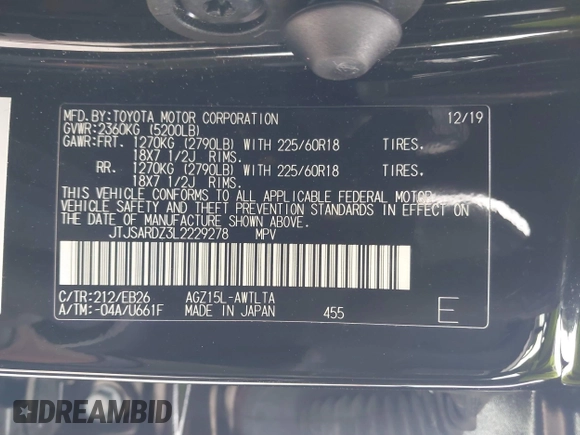 MFD.BY:TOYOTA MOTOR CORPORATION 12/19
GVWR:2360KG (5200LB)
GAWR:FRT. 1270KG (2790LB) WITH 225/60R18 TIRES,
18X7 1/2J RIMS.
RR. 1270KG (2790LB) WITH 225/60R18 TIRES,
18X7 1/2J RIMS.
THIS VEHICLE CONFORMS TO ALL APPLICABLE FEDERAL MOTOR
VEHICLE SAFETY AND THEFT PREVENTION STANDARDS IN EFFECT ON
THE DATE OF MANUFACTURE SHOWN ABOVE.
JTJSARDZ3L2229278 MPV
C/TR:212/EB26 AGZ15L-AWTLTA
A/TM:-04A/U661F MADE IN JAPAN 455 E
DREAMBID